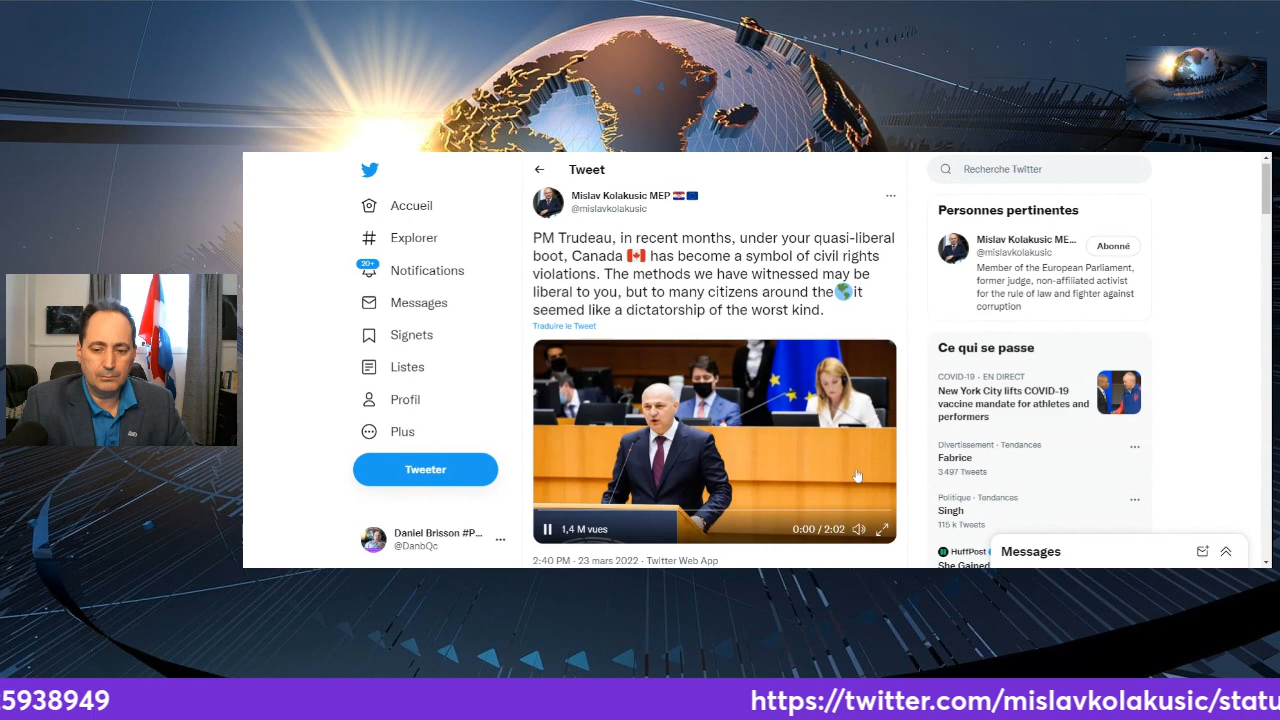 Accueil
Explorer
20+
Notifications
Messages
Signets
Listes
Profil
Plus
Tweeter
Daniel Brisson #P...
@DanbQc
Tweet
Mislav Kolakusic MEP 🇭🇷🇪🇺
@mislavkolakusic
PM Trudeau, in recent months, under your quasi-liberal
boot, Canada 🇨🇦 has become a symbol of civil rights
violations. The methods we have witnessed may be
liberal to you, but to many citizens around the🌎it
seemed like a dictatorship of the worst kind.
Traduire le Tweet
1,4 M vues
0:00 / 2:02
2:40 PM · 23 mars 2022 · Twitter Web App
Recherche Twitter
Personnes pertinentes
Mislav Kolakusic ME...
@mislavkolakusic
Abonné
Member of the European Parliament,
former judge, non-affiliated activist
for the rule of law and fighter against
corruption
Ce qui se passe
COVID-19 · EN DIRECT
New York City lifts COVID-19
vaccine mandate for athletes and
performers
Divertissement · Tendances
Fabrice
3 497 Tweets
Politique · Tendances
Singh
115 k Tweets
HuffPost
She Gained
Messages
5938949
https://twitter.com/mislavkolakusic/statu